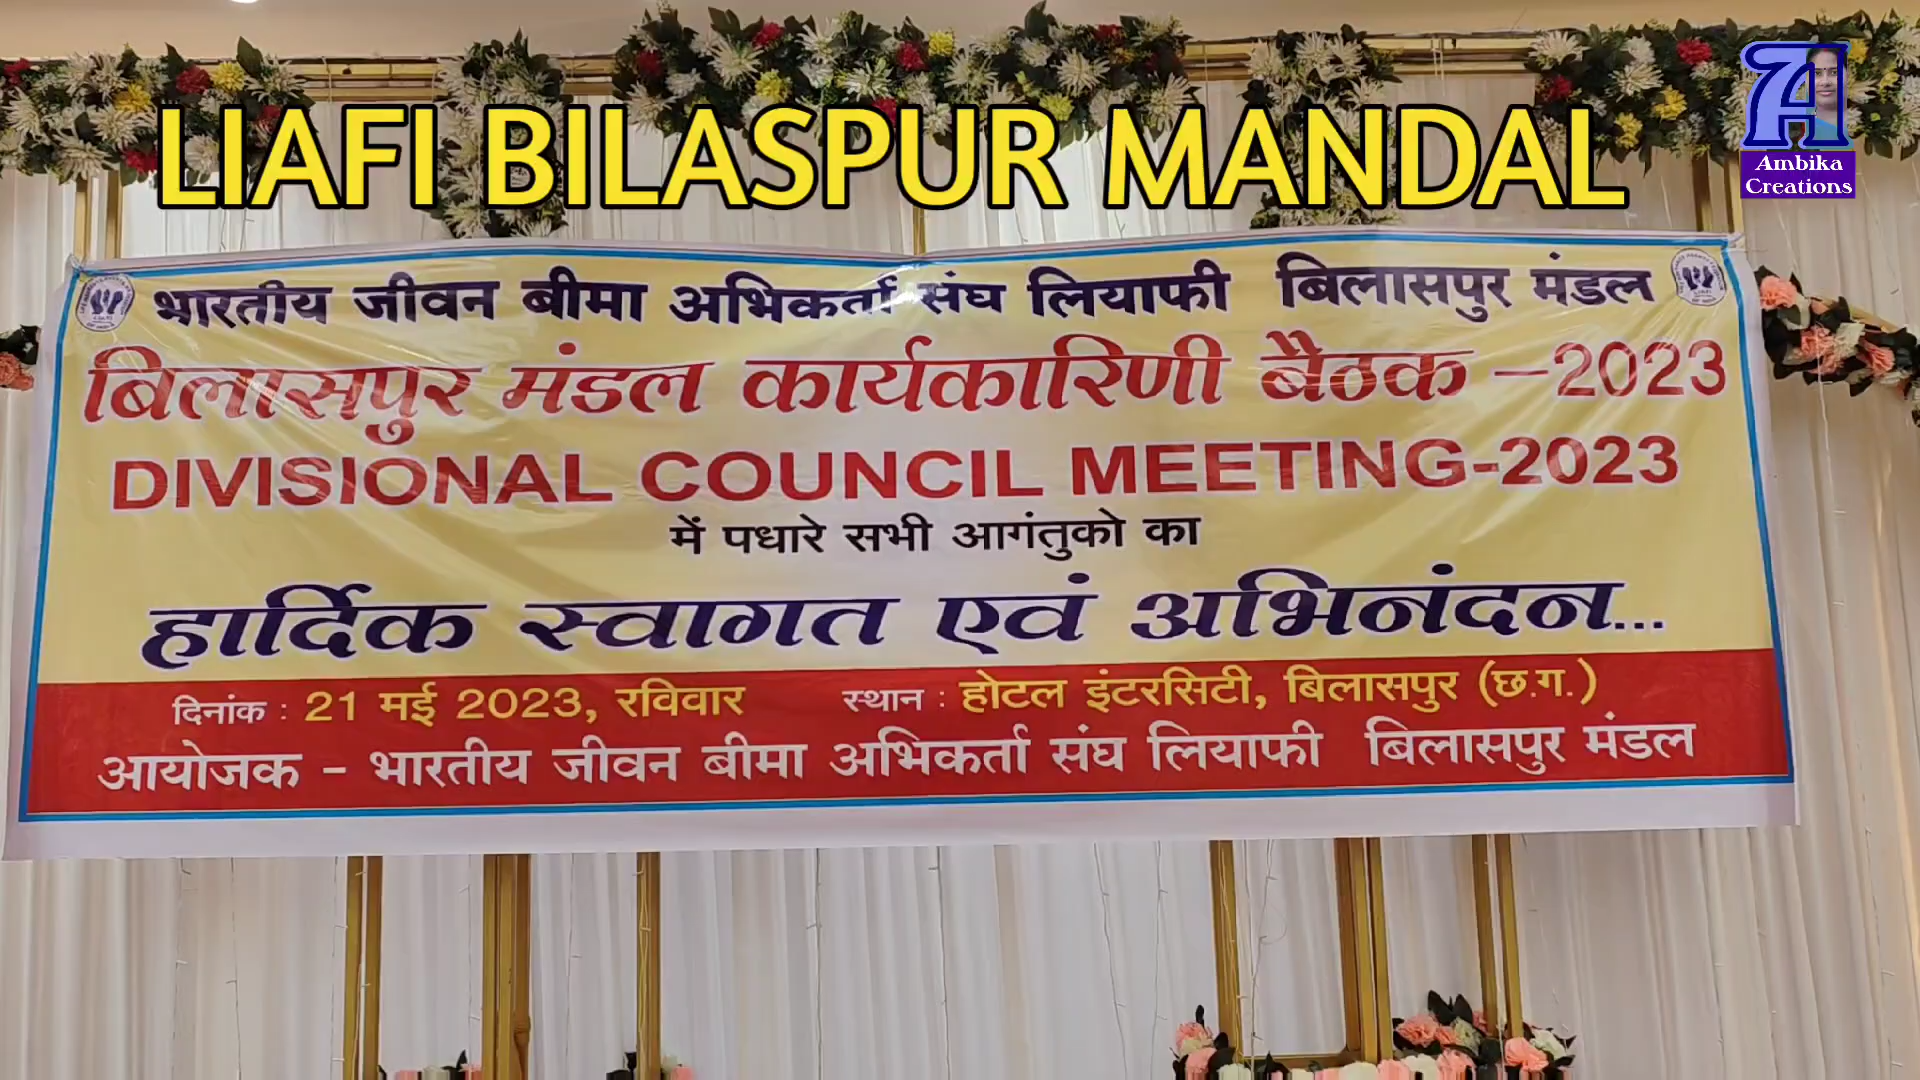 LIAFI BILASPUR MANDAL
Ambika
Creations
भारतीय जीवन बीमा अभिकर्ता संघ लियाफी बिलासपुर मंडल
बिलासपुर मंडल कार्यकारिणी बैठक –2023
DIVISIONAL COUNCIL MEETING-2023
में पधारे सभी आगंतुको का
हार्दिक स्वागत एवं अभिनंदन...
दिनांक : 21 मई 2023, रविवार स्थान : होटल इंटरसिटी, बिलासपुर (छ.ग.)
आयोजक - भारतीय जीवन बीमा अभिकर्ता संघ लियाफी बिलासपुर मंडल